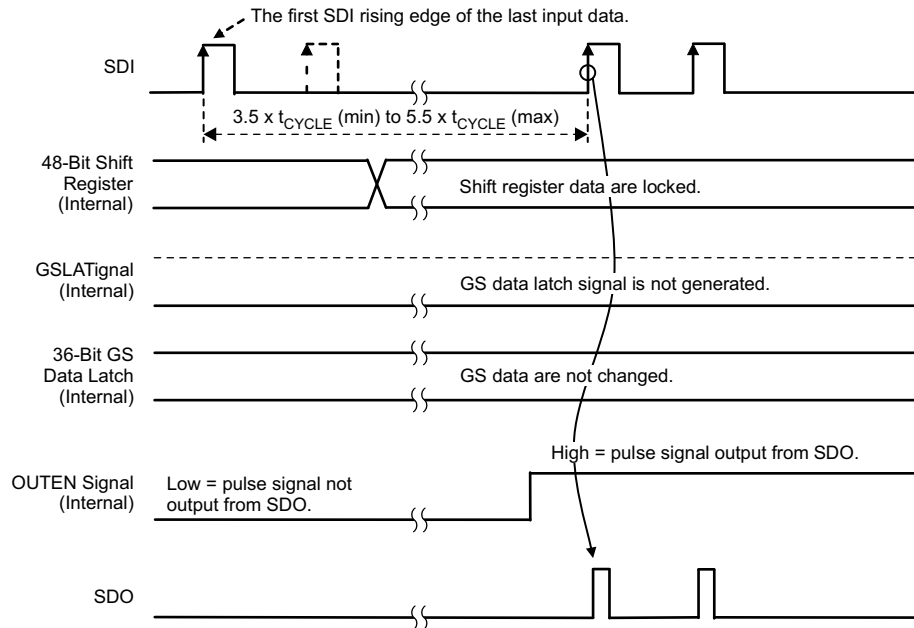 The first SDI rising edge of the last input data.
SDI
3.5 x tCYCLE (min) to 5.5 x tCYCLE (max)
48-Bit Shift
Register
(Internal)
Shift register data are locked.
GSLATignal
(Internal)
GS data latch signal is not generated.
36-Bit GS
Data Latch
(Internal)
GS data are not changed.
High = pulse signal output from SDO.
OUTEN Signal
(Internal)
Low = pulse signal not
output from SDO.
SDO